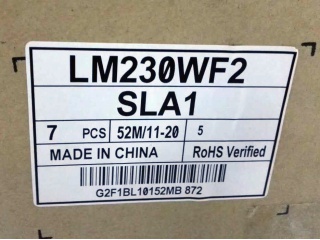 LM230WF2
SLA1
7 PCS 52M/11-20 5
MADE IN CHINA RoHS Verified
G2F1BL10152MB 872